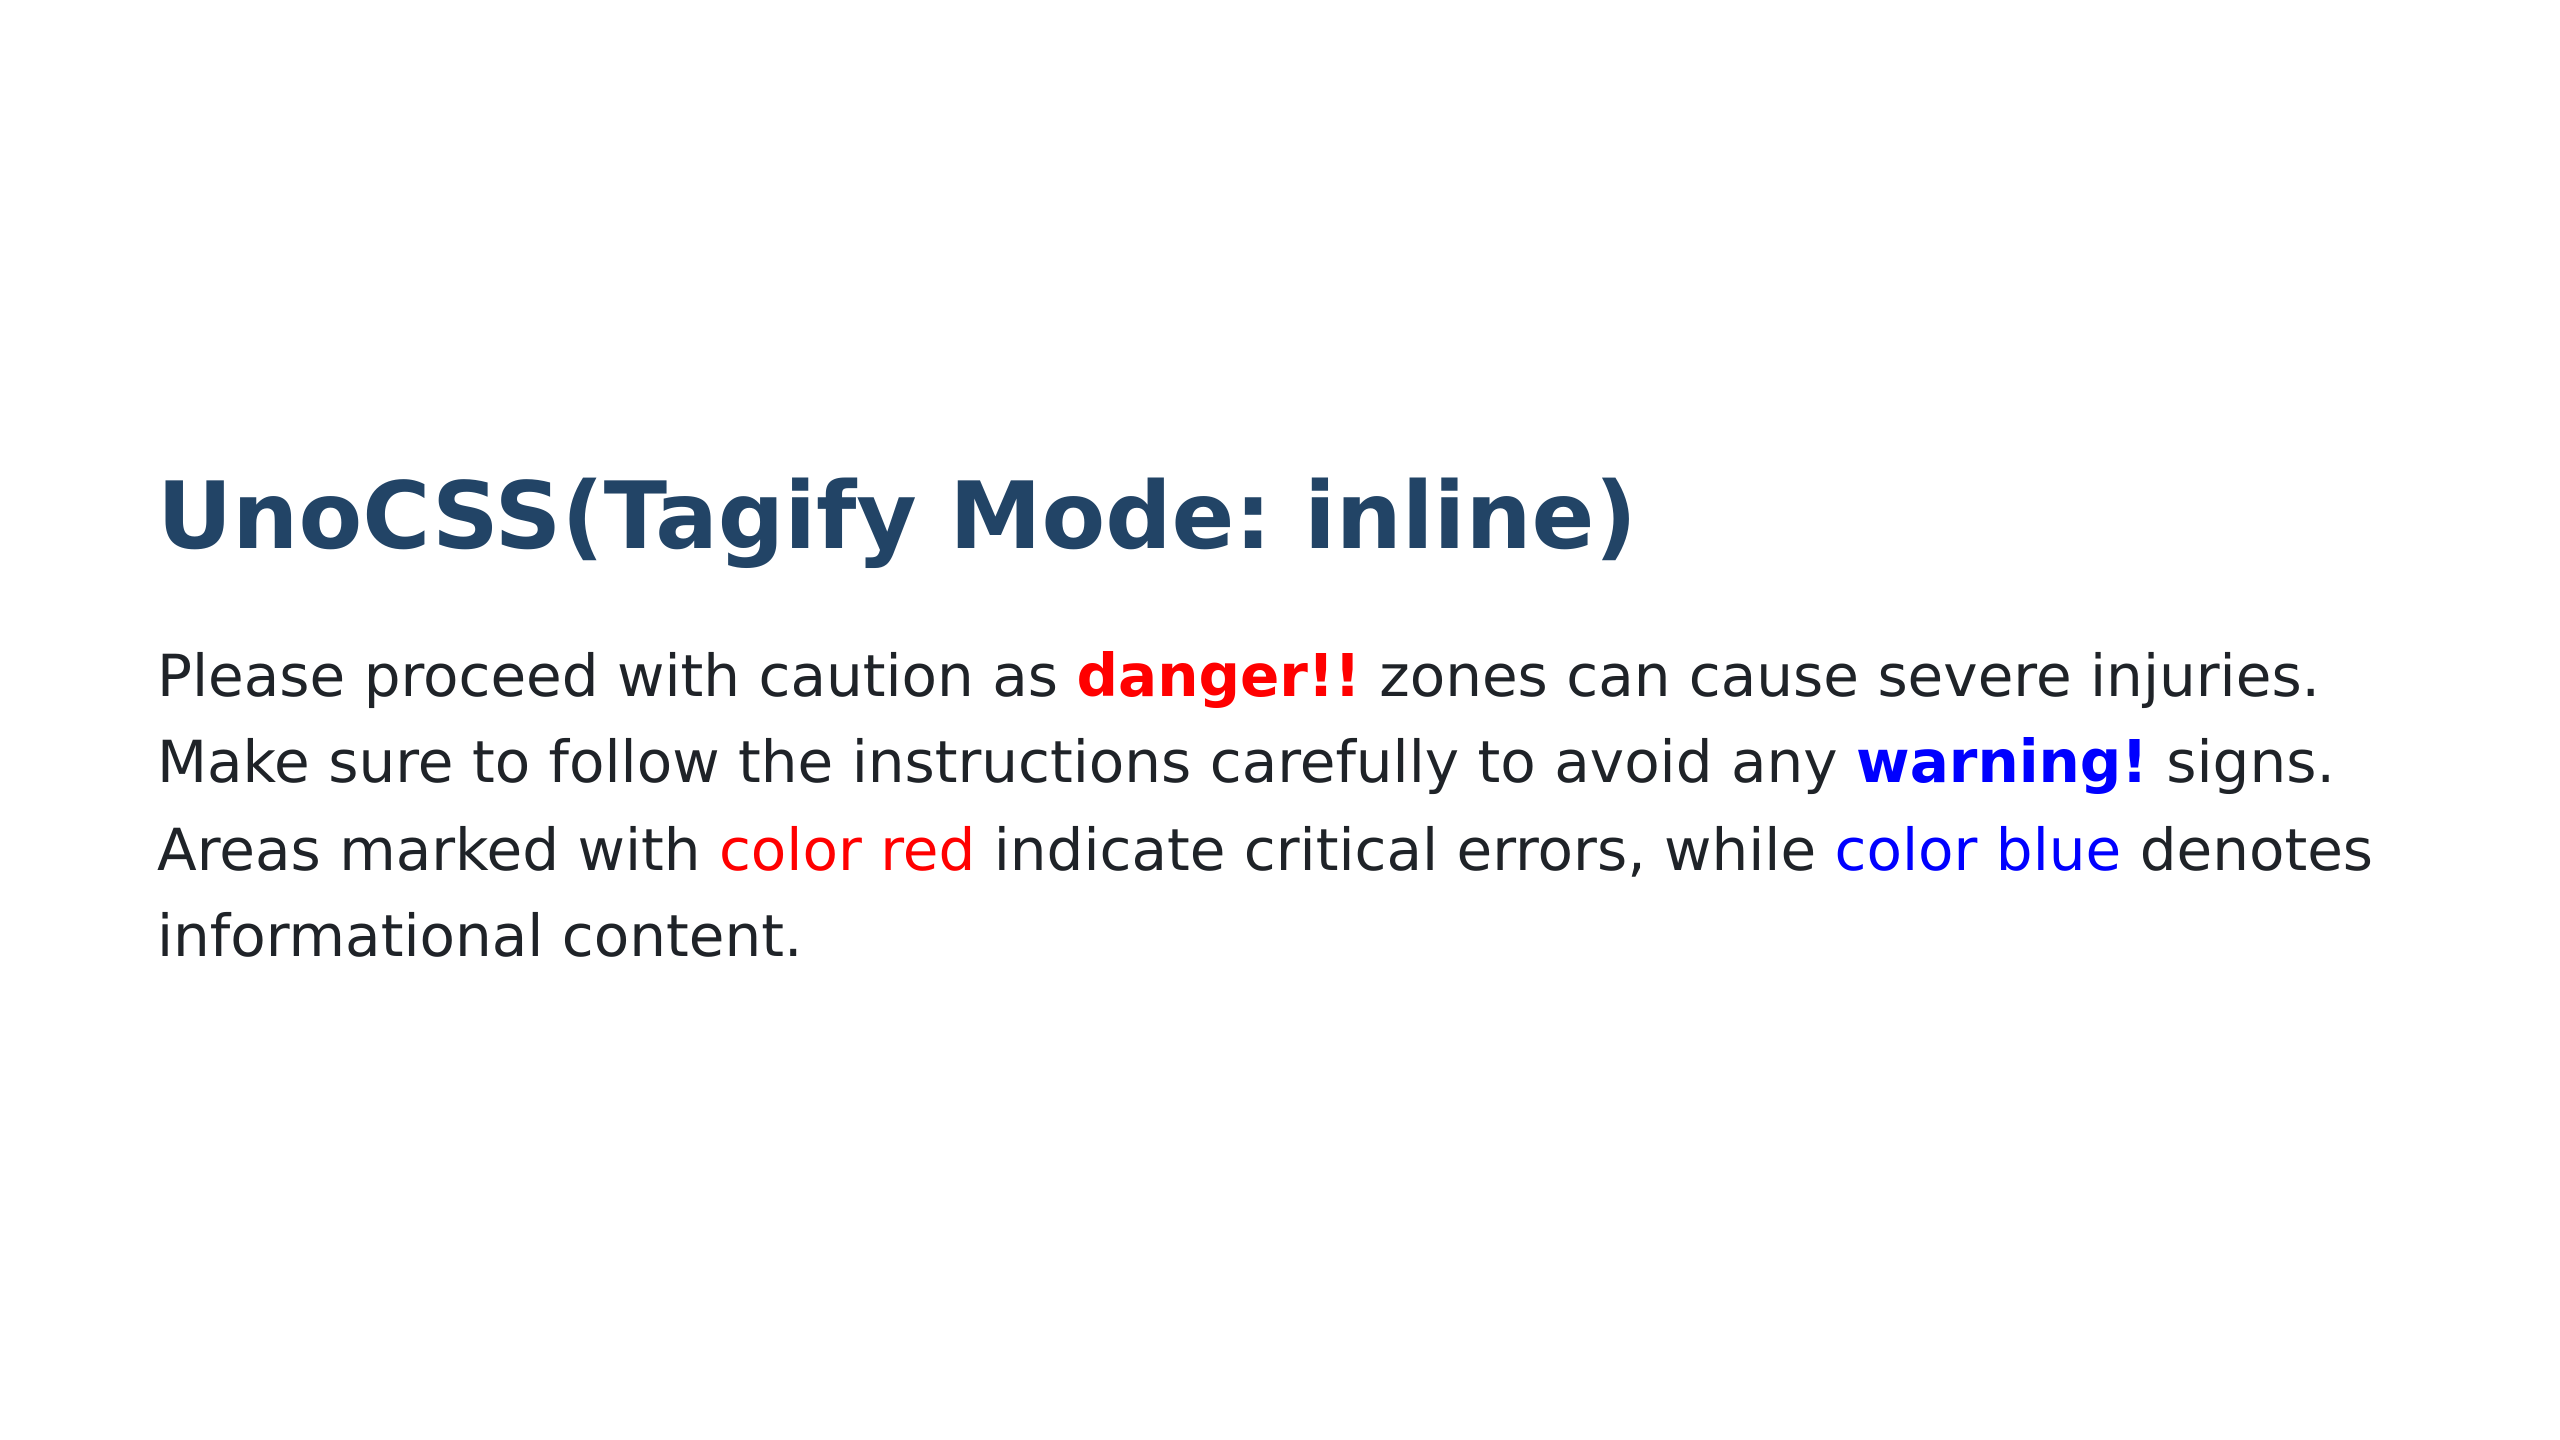 UnoCSS(Tagify Mode: inline)
Please proceed with caution as danger!! zones can cause severe injuries.
Make sure to follow the instructions carefully to avoid any warning! signs.
Areas marked with color red indicate critical errors, while color blue denotes
informational content.